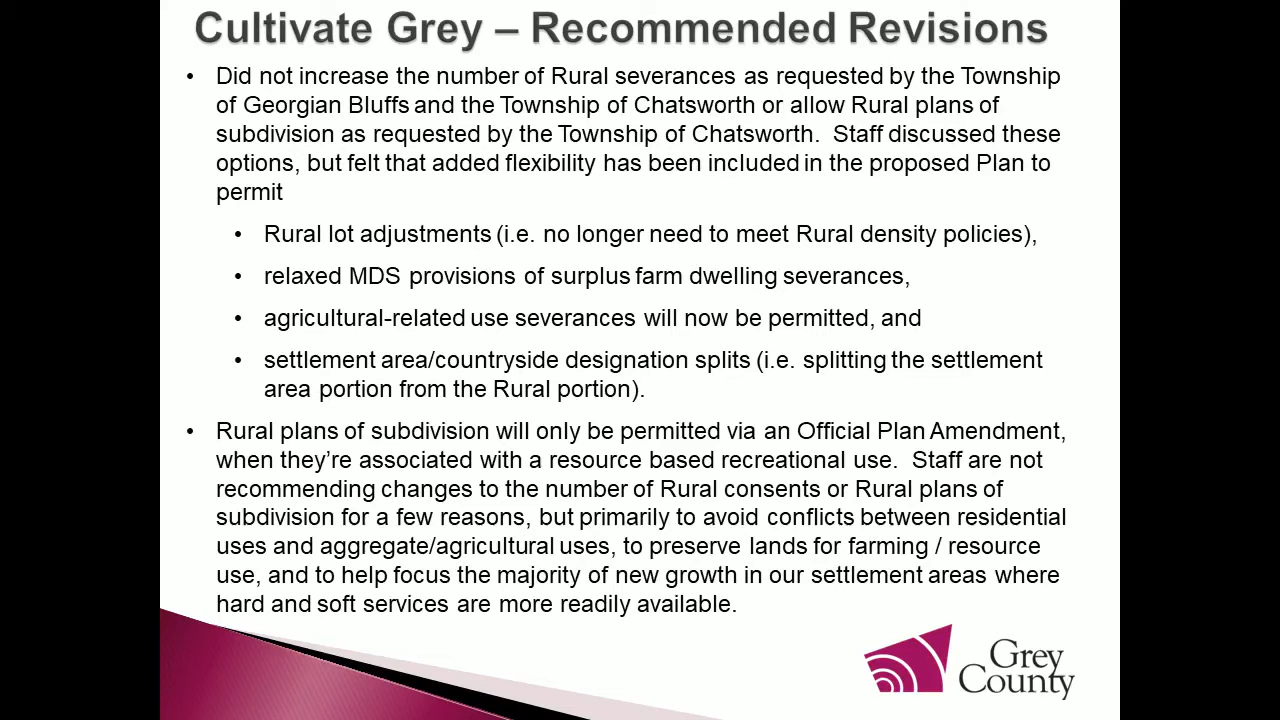 Cultivate Grey – Recommended Revisions
• Did not increase the number of Rural severances as requested by the Township
of Georgian Bluffs and the Township of Chatsworth or allow Rural plans of
subdivision as requested by the Township of Chatsworth.  Staff discussed these
options, but felt that added flexibility has been included in the proposed Plan to
permit
• Rural lot adjustments (i.e. no longer need to meet Rural density policies),
• relaxed MDS provisions of surplus farm dwelling severances,
• agricultural-related use severances will now be permitted, and
• settlement area/countryside designation splits (i.e. splitting the settlement
area portion from the Rural portion).
• Rural plans of subdivision will only be permitted via an Official Plan Amendment,
when they’re associated with a resource based recreational use.  Staff are not
recommending changes to the number of Rural consents or Rural plans of
subdivision for a few reasons, but primarily to avoid conflicts between residential
uses and aggregate/agricultural uses, to preserve lands for farming / resource
use, and to help focus the majority of new growth in our settlement areas where
hard and soft services are more readily available.
Grey
County